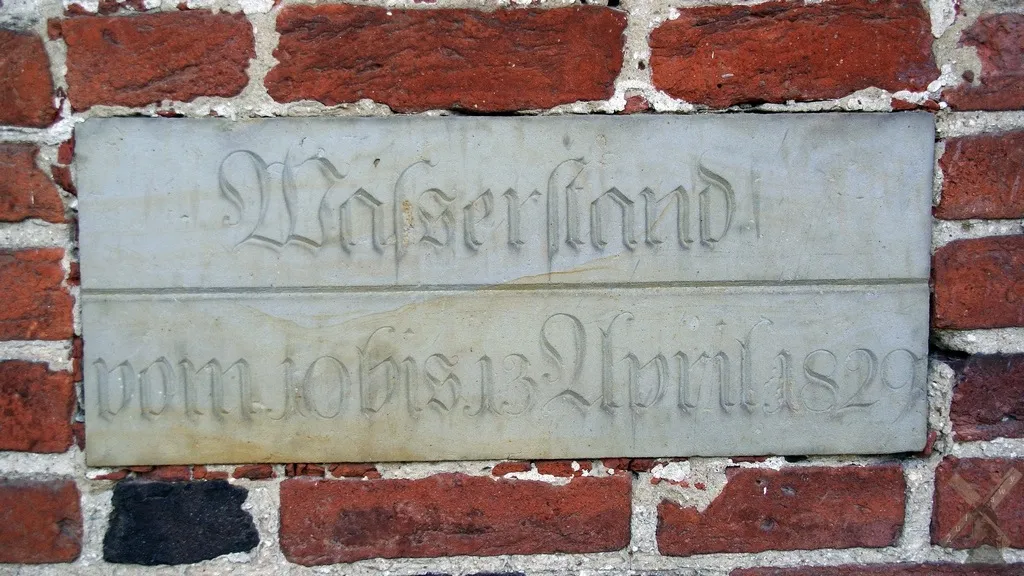 Wasserstand
vom 10 bis 13 April 1829